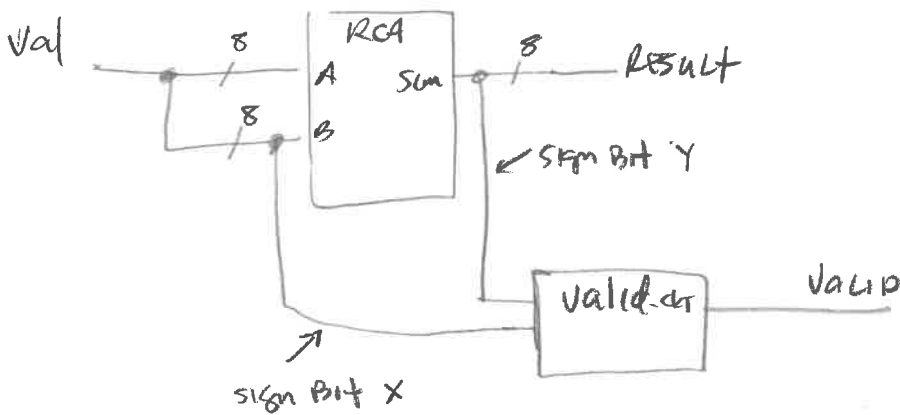 Val
8
RCA
8
A
Sum
RESULT
8
B
Sign Bit Y
Valid_ckt
VALID
Sign Bit X